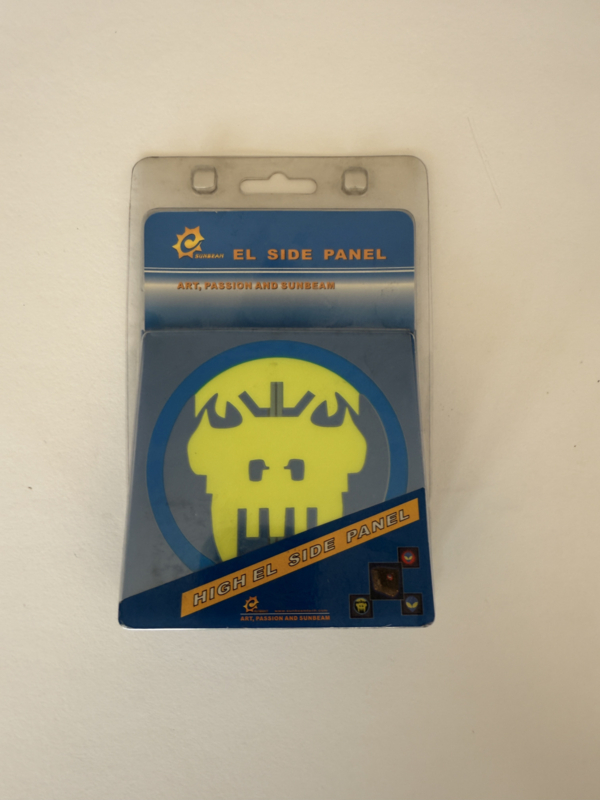 SUNBEAM
EL SIDE PANEL
ART, PASSION AND SUNBEAM
HIGH EL SIDE PANEL
ART, PASSION AND SUNBEAM